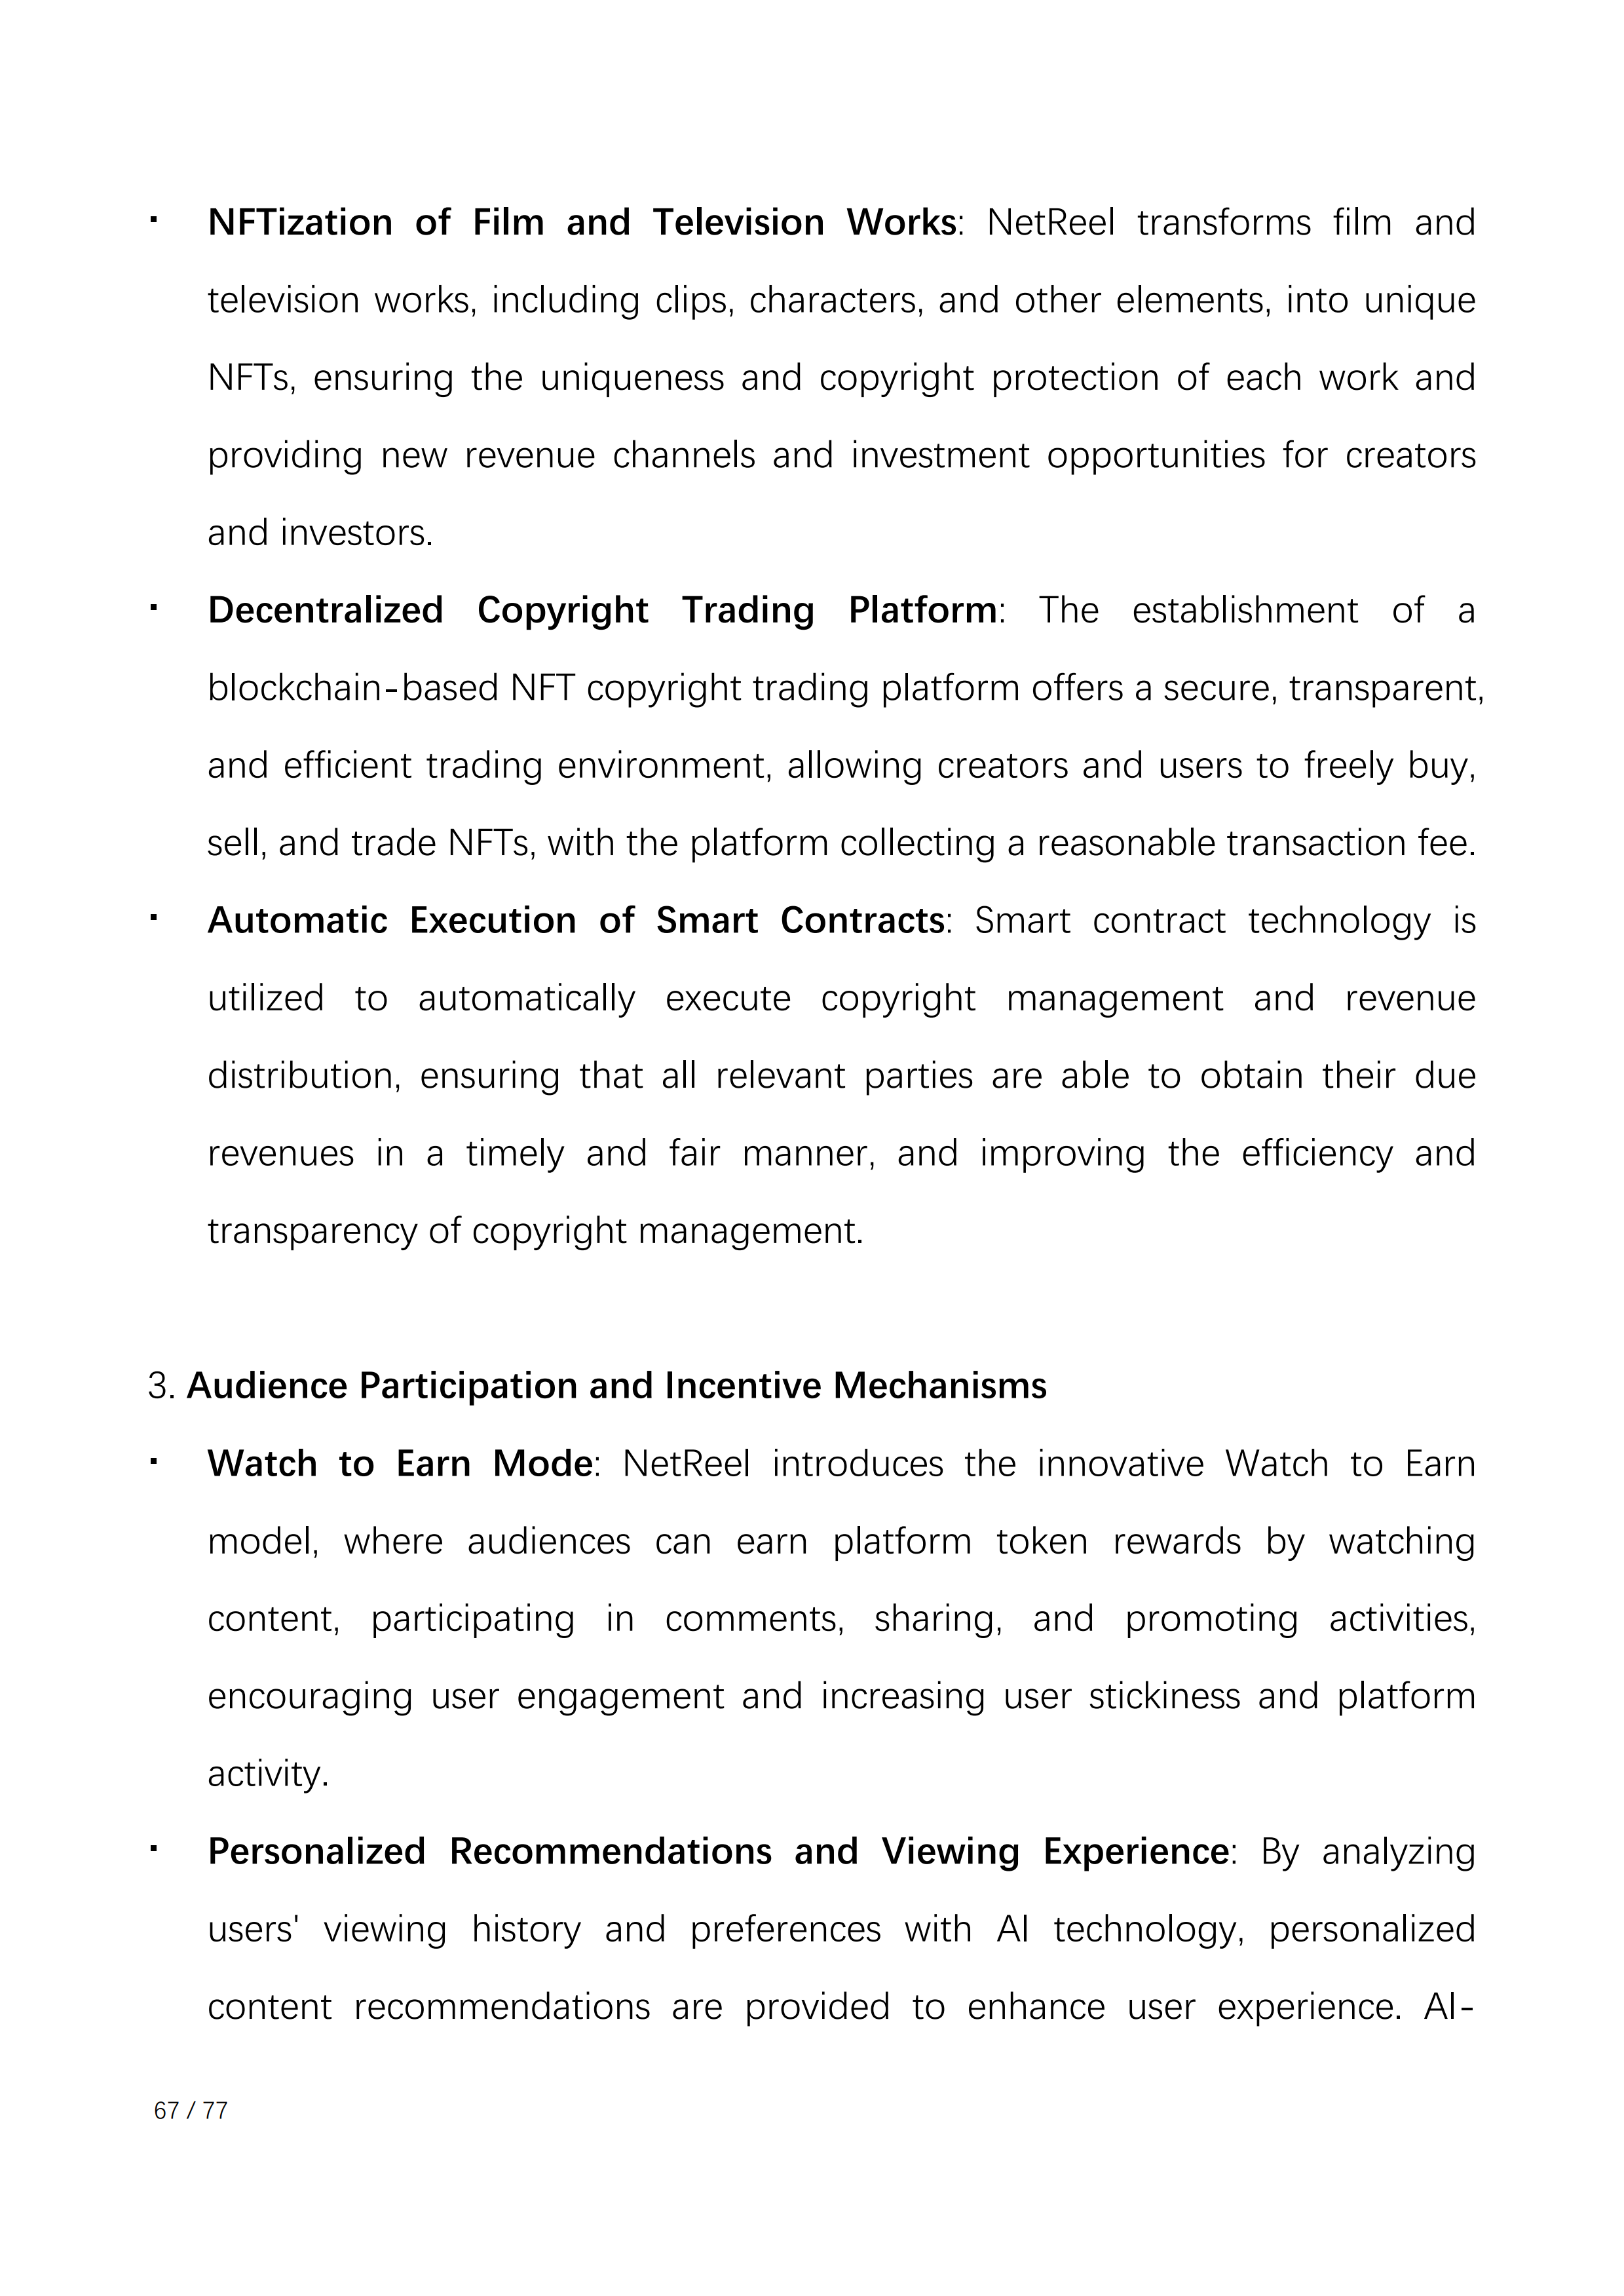 ▪ NFTization of Film and Television Works: NetReel transforms film and
television works, including clips, characters, and other elements, into unique
NFTs, ensuring the uniqueness and copyright protection of each work and
providing new revenue channels and investment opportunities for creators
and investors.
▪ Decentralized Copyright Trading Platform: The establishment of a
blockchain-based NFT copyright trading platform offers a secure, transparent,
and efficient trading environment, allowing creators and users to freely buy,
sell, and trade NFTs, with the platform collecting a reasonable transaction fee.
▪ Automatic Execution of Smart Contracts: Smart contract technology is
utilized to automatically execute copyright management and revenue
distribution, ensuring that all relevant parties are able to obtain their due
revenues in a timely and fair manner, and improving the efficiency and
transparency of copyright management.
3. Audience Participation and Incentive Mechanisms
▪ Watch to Earn Mode: NetReel introduces the innovative Watch to Earn
model, where audiences can earn platform token rewards by watching
content, participating in comments, sharing, and promoting activities,
encouraging user engagement and increasing user stickiness and platform
activity.
▪ Personalized Recommendations and Viewing Experience: By analyzing
users' viewing history and preferences with AI technology, personalized
content recommendations are provided to enhance user experience. AI-
67 / 77